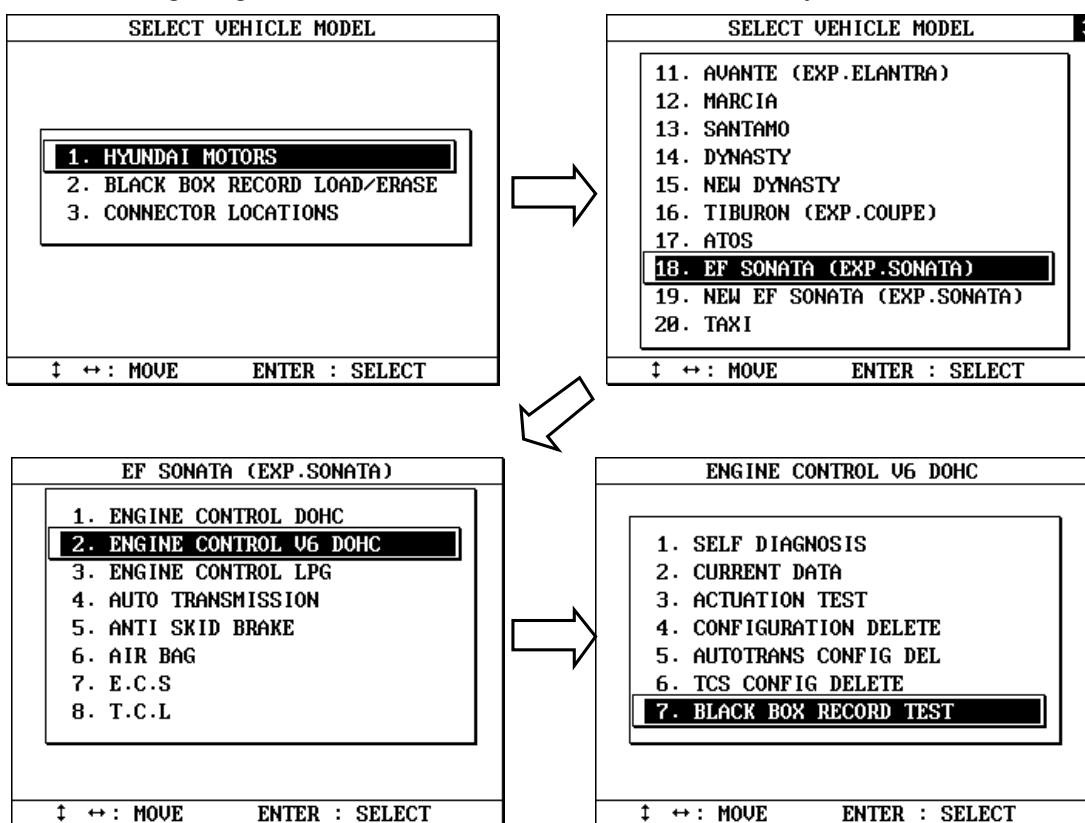 SELECT VEHICLE MODEL
1. HYUNDAI MOTORS
2. BLACK BOX RECORD LOAD/ERASE
3. CONNECTOR LOCATIONS
↕ ↔: MOVE ENTER : SELECT
SELECT VEHICLE MODEL
11. AVANTE (EXP.ELANTRA)
12. MARCIA
13. SANTAMO
14. DYNASTY
15. NEW DYNASTY
16. TIBURON (EXP.COUPE)
17. ATOS
18. EF SONATA (EXP.SONATA)
19. NEW EF SONATA (EXP.SONATA)
20. TAXI
↕ ↔: MOVE ENTER : SELECT
EF SONATA (EXP.SONATA)
1. ENGINE CONTROL DOHC
2. ENGINE CONTROL V6 DOHC
3. ENGINE CONTROL LPG
4. AUTO TRANSMISSION
5. ANTI SKID BRAKE
6. AIR BAG
7. E.C.S
8. T.C.L
↕ ↔: MOVE ENTER : SELECT
ENGINE CONTROL V6 DOHC
1. SELF DIAGNOSIS
2. CURRENT DATA
3. ACTUATION TEST
4. CONFIGURATION DELETE
5. AUTOTRANS CONFIG DEL
6. TCS CONFIG DELETE
7. BLACK BOX RECORD TEST
↕ ↔: MOVE ENTER : SELECT